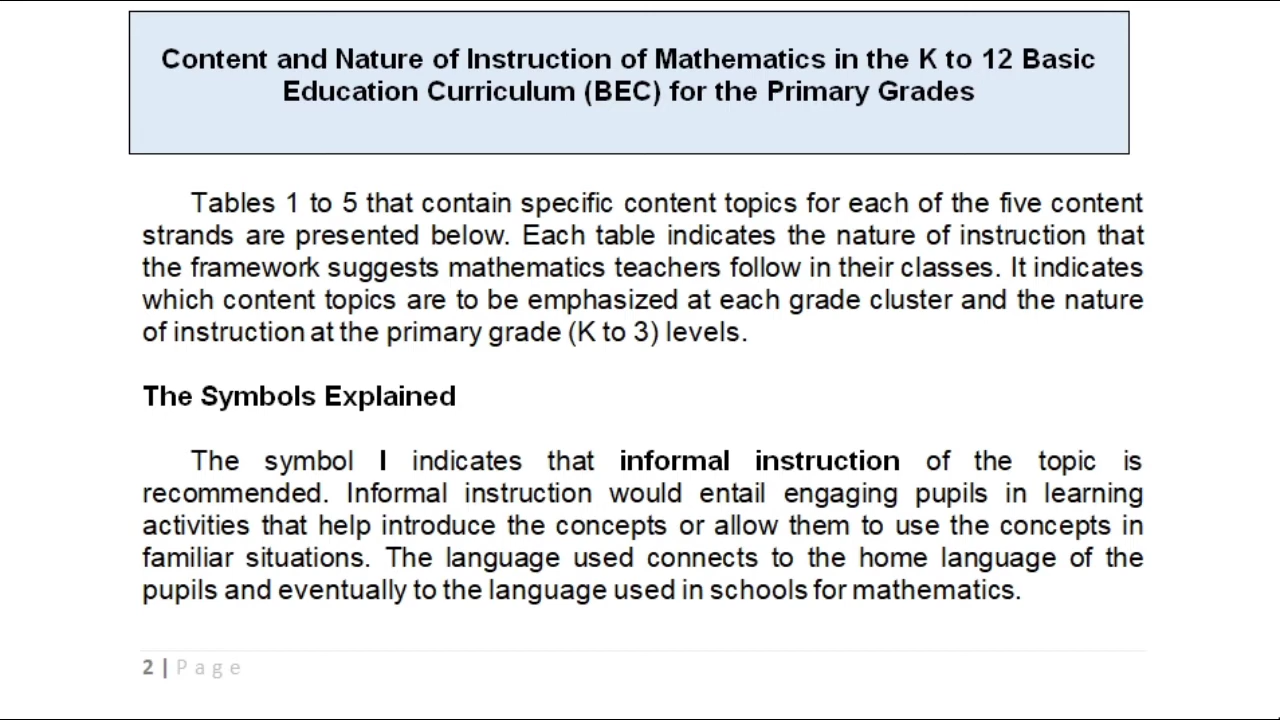 Content and Nature of Instruction of Mathematics in the K to 12 Basic
Education Curriculum (BEC) for the Primary Grades
Tables 1 to 5 that contain specific content topics for each of the five content
strands are presented below. Each table indicates the nature of instruction that
the framework suggests mathematics teachers follow in their classes. It indicates
which content topics are to be emphasized at each grade cluster and the nature
of instruction at the primary grade (K to 3) levels.
The Symbols Explained
The symbol I indicates that informal instruction of the topic is
recommended. Informal instruction would entail engaging pupils in learning
activities that help introduce the concepts or allow them to use the concepts in
familiar situations. The language used connects to the home language of the
pupils and eventually to the language used in schools for mathematics.
2 | Page